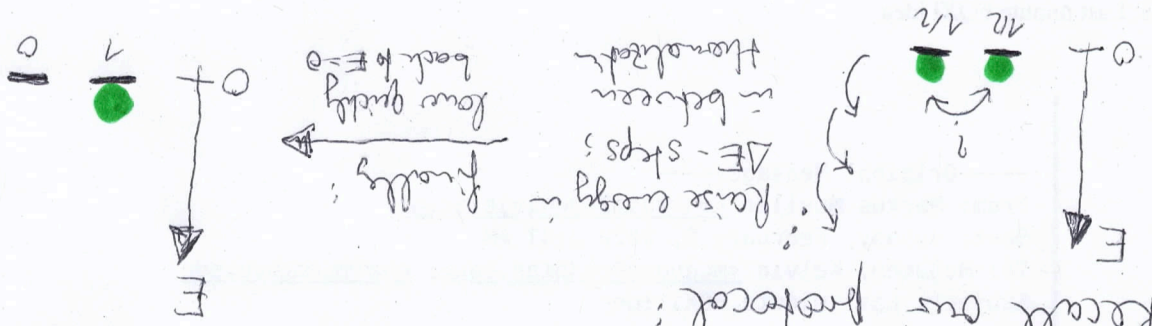 Recall our protocol:
E
?
0
1/2 1/2
Raise energy in
ΔE-steps;
in between
thermalize
finally:
lower quickly
back to E=0
E
0
1
0